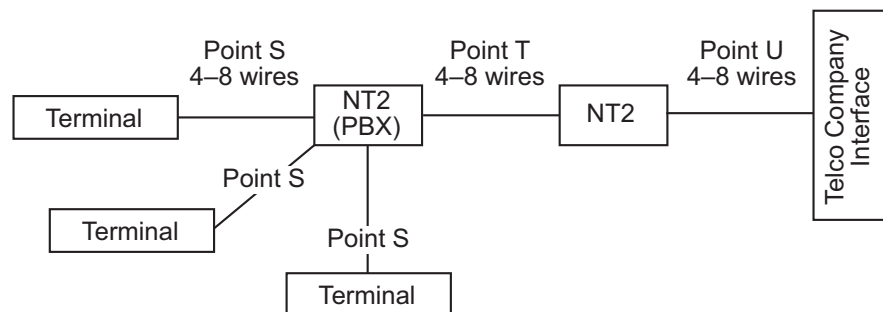 Point S
4–8 wires
Point T
4–8 wires
Point U
4–8 wires
Terminal
NT2
(PBX)
NT2
Telco Company
Interface
Point S
Terminal
Point S
Terminal